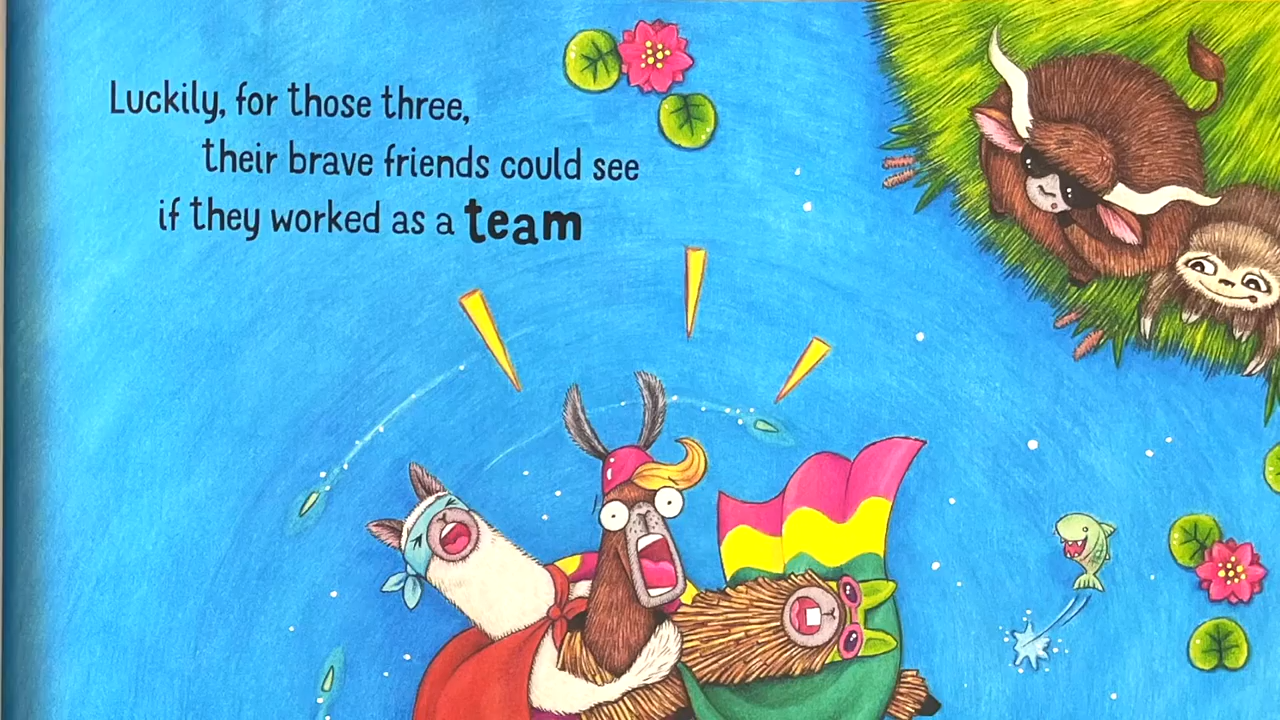 Luckily, for those three,
their brave friends could see
if they worked as a team